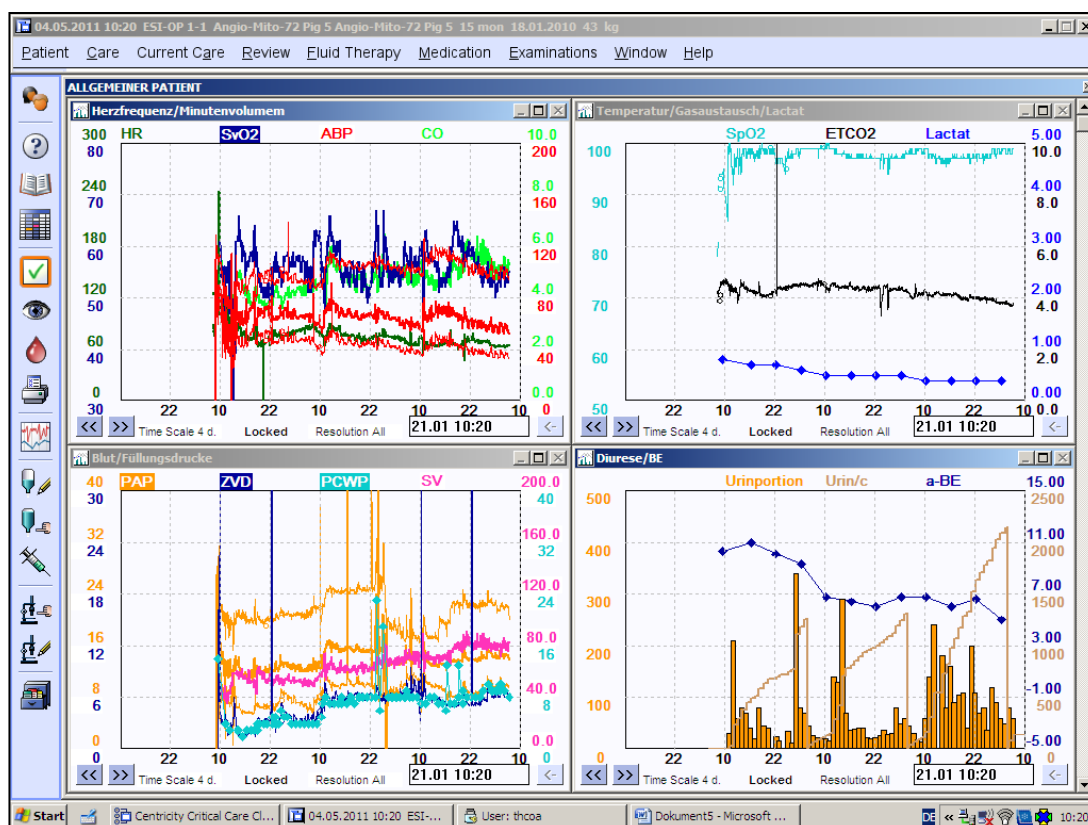 04.05.2011 10:20 ESI-OP 1-1 Angio-Mito-72 Pig 5 Angio-Mito-72 Pig 5 15 mon 18.01.2010 43 kg
Patient Care Current Care Review Fluid Therapy Medication Examinations Window Help
ALLGEMEINER PATIENT
Herzfrequenz/Minutenvolumem
300 HR SvO2 ABP CO 10.0
80 200
240 8.0
70 160
180 6.0
60 120
120 4.0
50 80
60 2.0
40 40
0 0.0
30 22 10 22 10 22 10 22 10 0
<< >> Time Scale 4 d. Locked Resolution All 21.01 10:20 <-
Temperatur/Gasaustausch/Lactat
SpO2 ETCO2 Lactat 5.00
100 10.0
4.00
90 8.0
3.00
80 6.0
2.00
70 4.0
1.00
60 2.0
0.00
50 22 10 22 10 22 10 22 10 0.0
<< >> Time Scale 4 d. Locked Resolution All 21.01 10:20 <-
Blut/Füllungsdrucke
40 PAP ZVD PCWP SV 200.0
30 40
32 160.0
24 32
24 120.0
18 24
16 80.0
12 16
8 40.0
6 8
0 0.0
0 22 10 22 10 22 10 22 10 0
<< >> Time Scale 4 d. Locked Resolution All 21.01 10:20 <-
Diurese/BE
Urinportion Urin/c a-BE 15.00
500 2500
11.00
400 2000
7.00
300 1500
3.00
200 1000
-1.00
100 500
-5.00
0 22 10 22 10 22 10 22 10 0
<< >> Time Scale 4 d. Locked Resolution All 21.01 10:20 <-
Start Centricity Critical Care Cl... 04.05.2011 10:20 ESI-... User: thcoa Dokument5 - Microsoft ... DE « 10:20